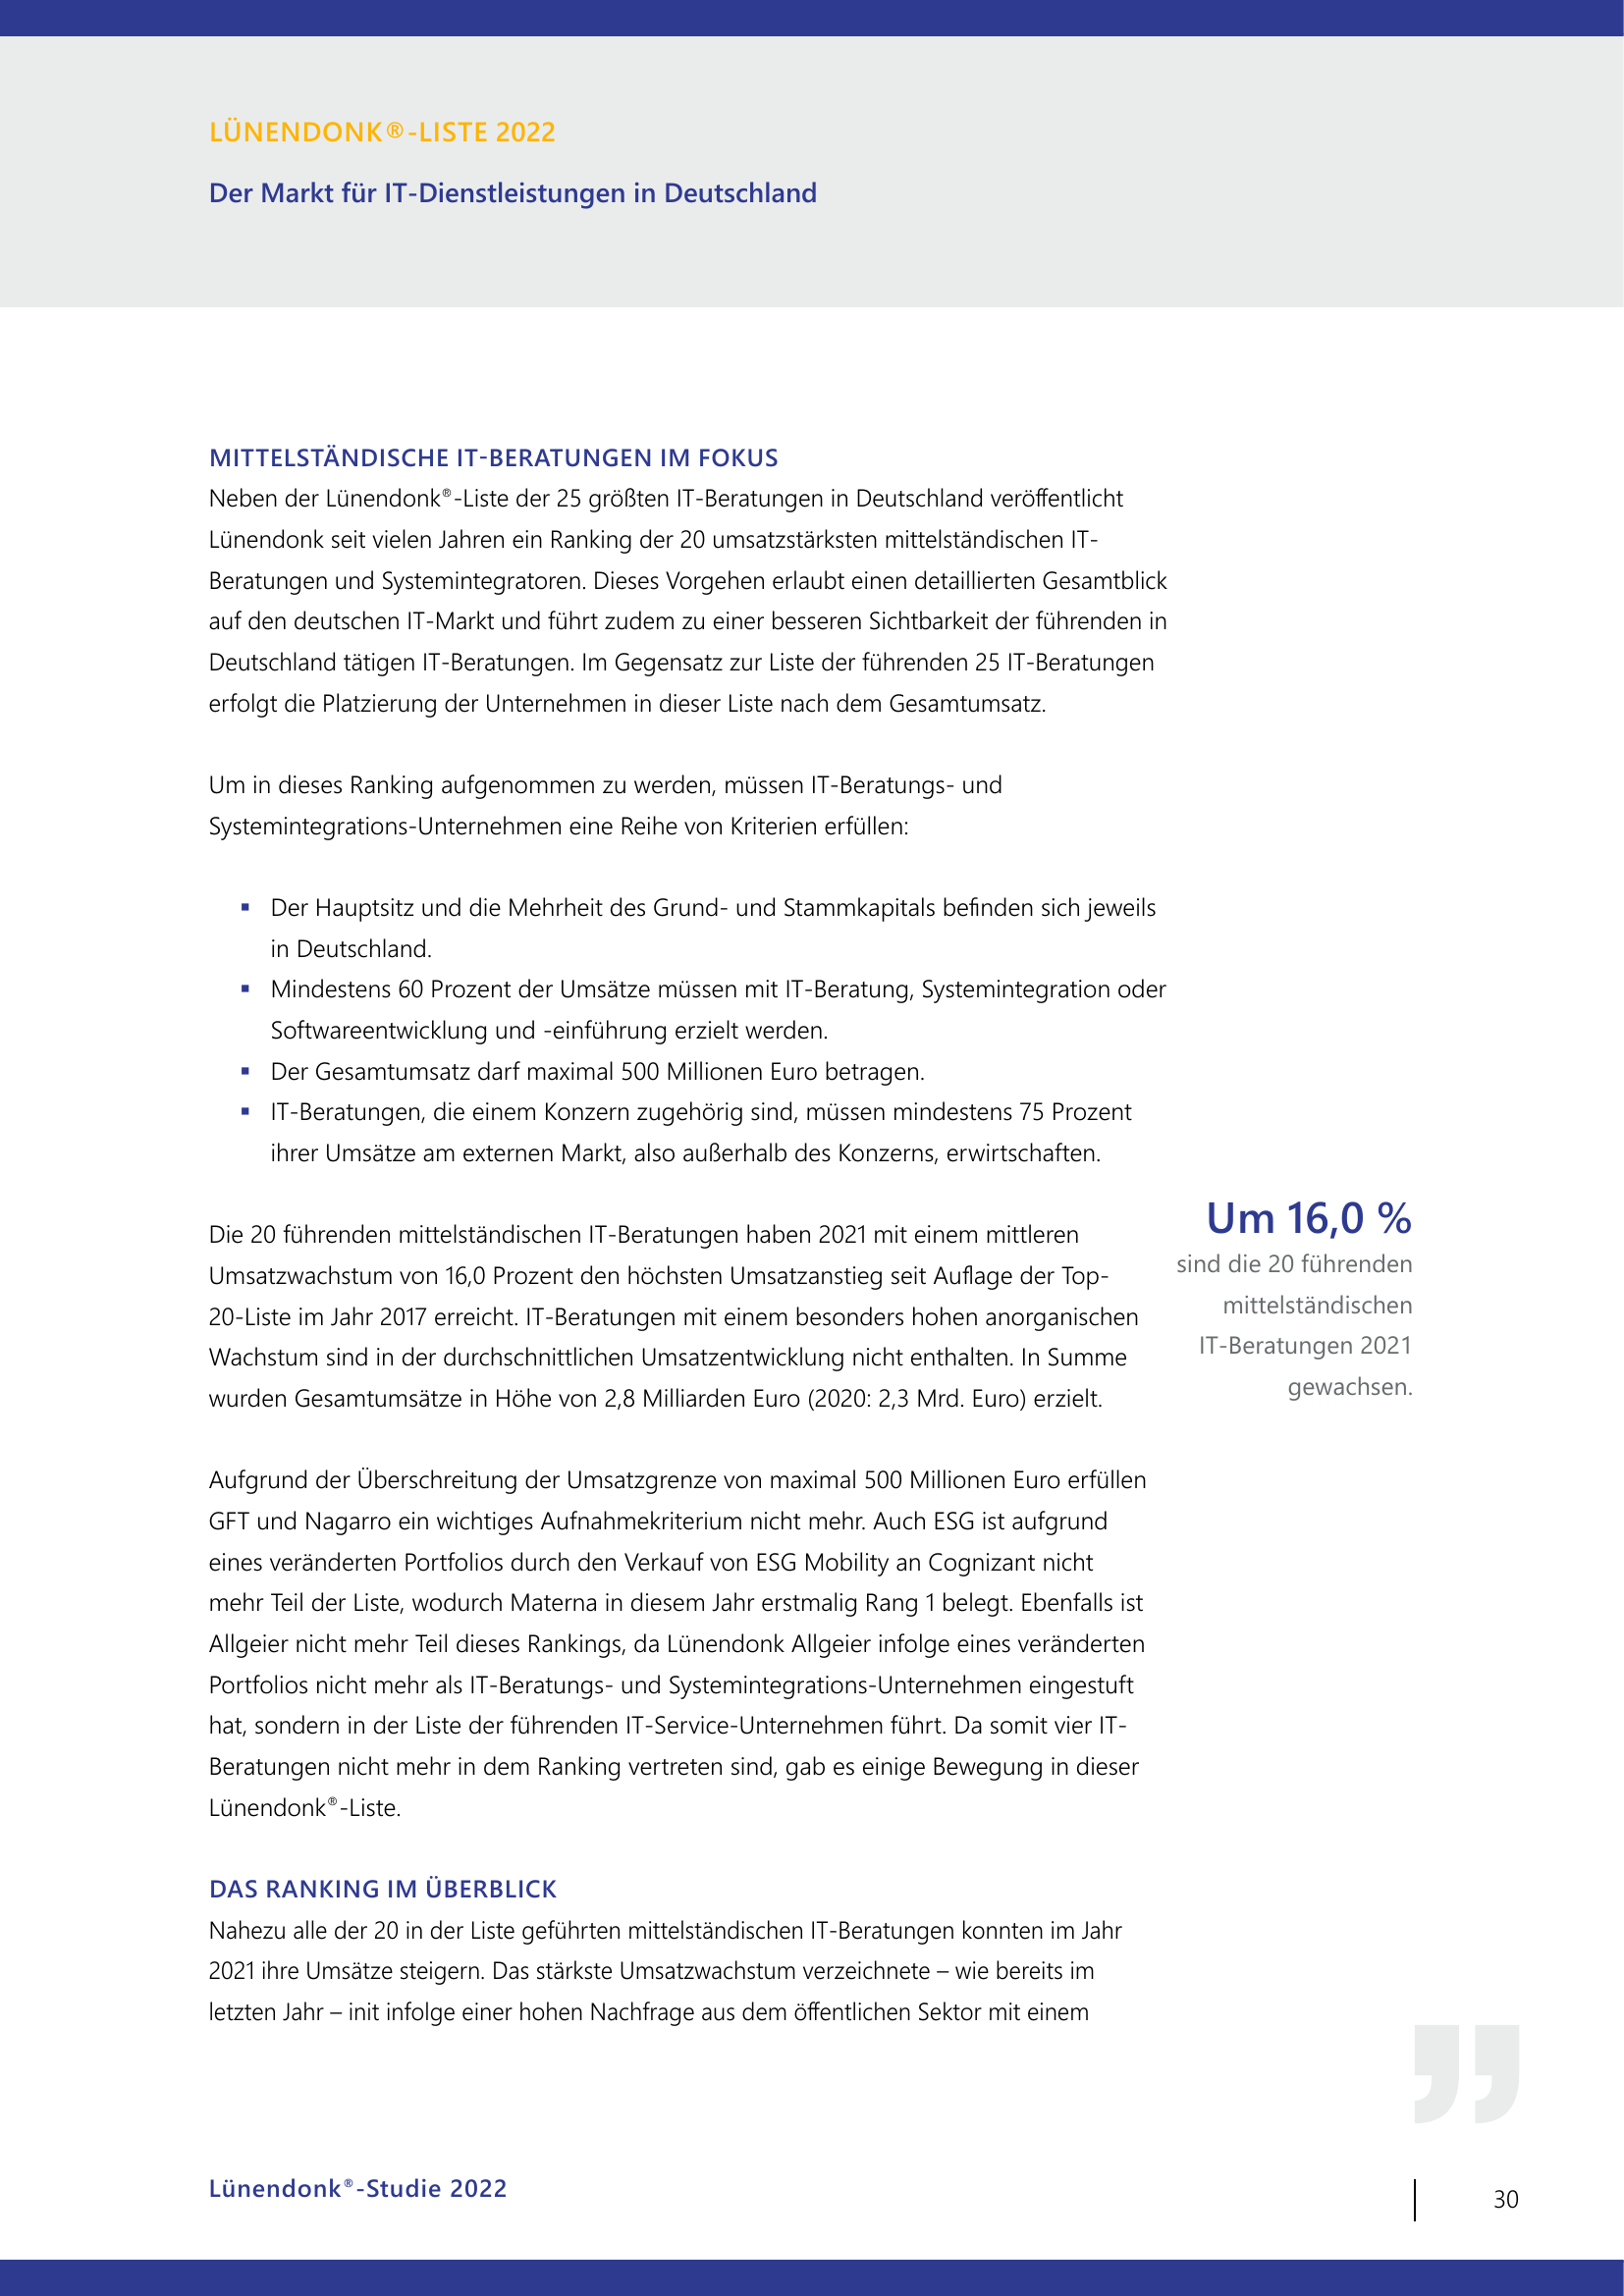 LÜNENDONK®-LISTE 2022
Der Markt für IT-Dienstleistungen in Deutschland
MITTELSTÄNDISCHE IT-BERATUNGEN IM FOKUS
Neben der Lünendonk®-Liste der 25 größten IT-Beratungen in Deutschland veröffentlicht
Lünendonk seit vielen Jahren ein Ranking der 20 umsatzstärksten mittelständischen IT-
Beratungen und Systemintegratoren. Dieses Vorgehen erlaubt einen detaillierten Gesamtblick
auf den deutschen IT-Markt und führt zudem zu einer besseren Sichtbarkeit der führenden in
Deutschland tätigen IT-Beratungen. Im Gegensatz zur Liste der führenden 25 IT-Beratungen
erfolgt die Platzierung der Unternehmen in dieser Liste nach dem Gesamtumsatz.
Um in dieses Ranking aufgenommen zu werden, müssen IT-Beratungs- und
Systemintegrations-Unternehmen eine Reihe von Kriterien erfüllen:
▪ Der Hauptsitz und die Mehrheit des Grund- und Stammkapitals befinden sich jeweils
in Deutschland.
▪ Mindestens 60 Prozent der Umsätze müssen mit IT-Beratung, Systemintegration oder
Softwareentwicklung und -einführung erzielt werden.
▪ Der Gesamtumsatz darf maximal 500 Millionen Euro betragen.
▪ IT-Beratungen, die einem Konzern zugehörig sind, müssen mindestens 75 Prozent
ihrer Umsätze am externen Markt, also außerhalb des Konzerns, erwirtschaften.
Die 20 führenden mittelständischen IT-Beratungen haben 2021 mit einem mittleren
Umsatzwachstum von 16,0 Prozent den höchsten Umsatzanstieg seit Auflage der Top-
20-Liste im Jahr 2017 erreicht. IT-Beratungen mit einem besonders hohen anorganischen
Wachstum sind in der durchschnittlichen Umsatzentwicklung nicht enthalten. In Summe
wurden Gesamtumsätze in Höhe von 2,8 Milliarden Euro (2020: 2,3 Mrd. Euro) erzielt.
Um 16,0 %
sind die 20 führenden
mittelständischen
IT-Beratungen 2021
gewachsen.
Aufgrund der Überschreitung der Umsatzgrenze von maximal 500 Millionen Euro erfüllen
GFT und Nagarro ein wichtiges Aufnahmekriterium nicht mehr. Auch ESG ist aufgrund
eines veränderten Portfolios durch den Verkauf von ESG Mobility an Cognizant nicht
mehr Teil der Liste, wodurch Materna in diesem Jahr erstmalig Rang 1 belegt. Ebenfalls ist
Allgeier nicht mehr Teil dieses Rankings, da Lünendonk Allgeier infolge eines veränderten
Portfolios nicht mehr als IT-Beratungs- und Systemintegrations-Unternehmen eingestuft
hat, sondern in der Liste der führenden IT-Service-Unternehmen führt. Da somit vier IT-
Beratungen nicht mehr in dem Ranking vertreten sind, gab es einige Bewegung in dieser
Lünendonk®-Liste.
DAS RANKING IM ÜBERBLICK
Nahezu alle der 20 in der Liste geführten mittelständischen IT-Beratungen konnten im Jahr
2021 ihre Umsätze steigern. Das stärkste Umsatzwachstum verzeichnete – wie bereits im
letzten Jahr – init infolge einer hohen Nachfrage aus dem öffentlichen Sektor mit einem
Lünendonk®-Studie 2022
30